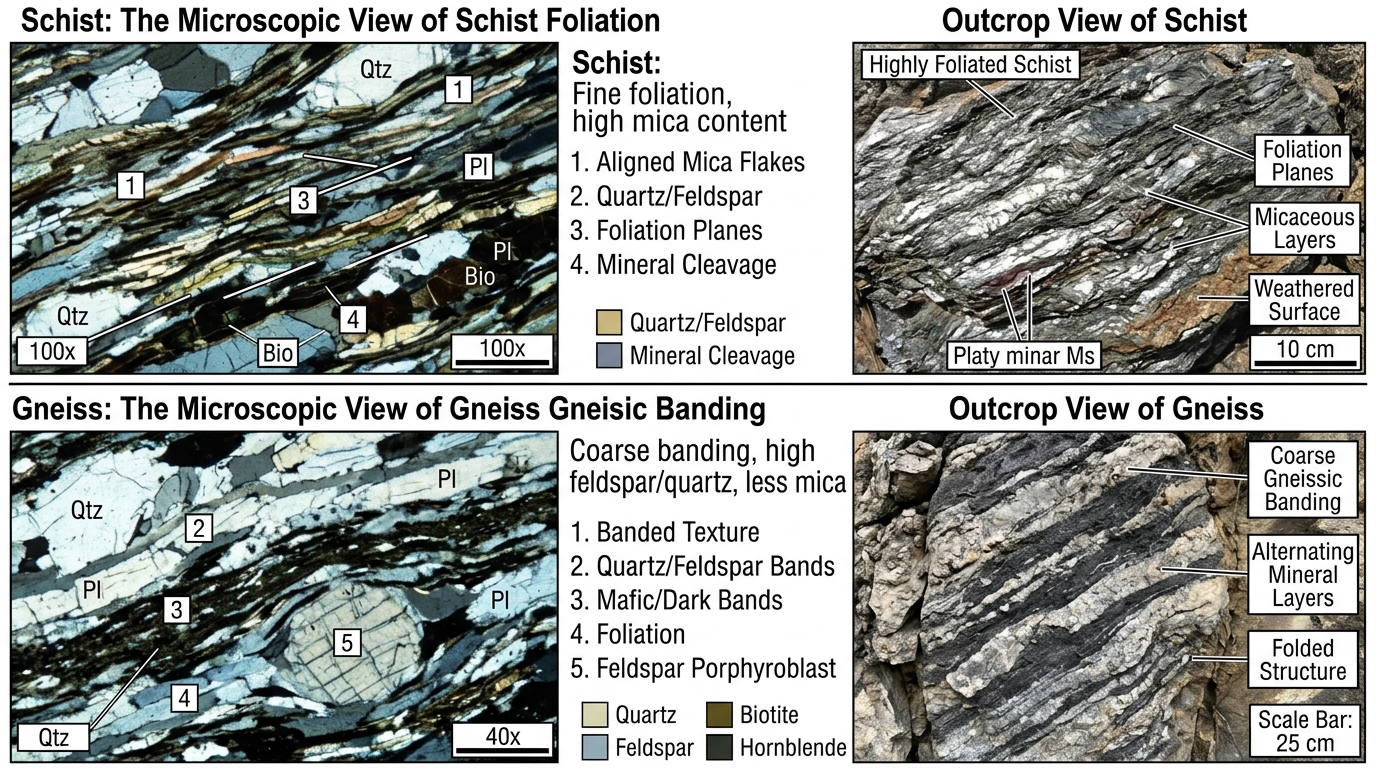 Schist: The Microscopic View of Schist Foliation
Qtz
1
Pl
1
3
Pl
Bio
Qtz
4
100x
Bio
100x
Schist:
Fine foliation,
high mica content
1. Aligned Mica Flakes
2. Quartz/Feldspar
3. Foliation Planes
4. Mineral Cleavage
Quartz/Feldspar
Mineral Cleavage
Outcrop View of Schist
Highly Foliated Schist
Foliation
Planes
Micaceous
Layers
Weathered
Surface
Platy minar Ms
10 cm
Gneiss: The Microscopic View of Gneiss Gneisic Banding
Qtz
Pl
2
Pl
3
Pl
5
4
Qtz
40x
Coarse banding, high
feldspar/quartz, less mica
1. Banded Texture
2. Quartz/Feldspar Bands
3. Mafic/Dark Bands
4. Foliation
5. Feldspar Porphyroblast
Quartz
Biotite
Feldspar
Hornblende
Outcrop View of Gneiss
Coarse
Gneissic
Banding
Alternating
Mineral
Layers
Folded
Structure
Scale Bar:
25 cm